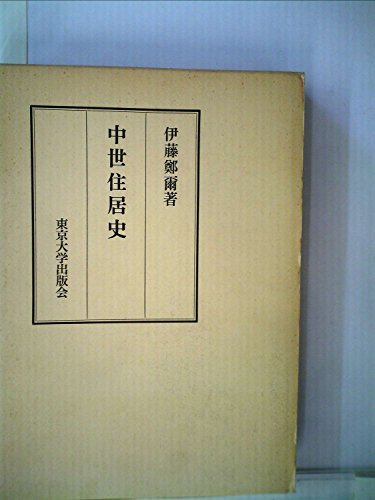 伊藤鄭爾著
中世住居史
東京大学出版会